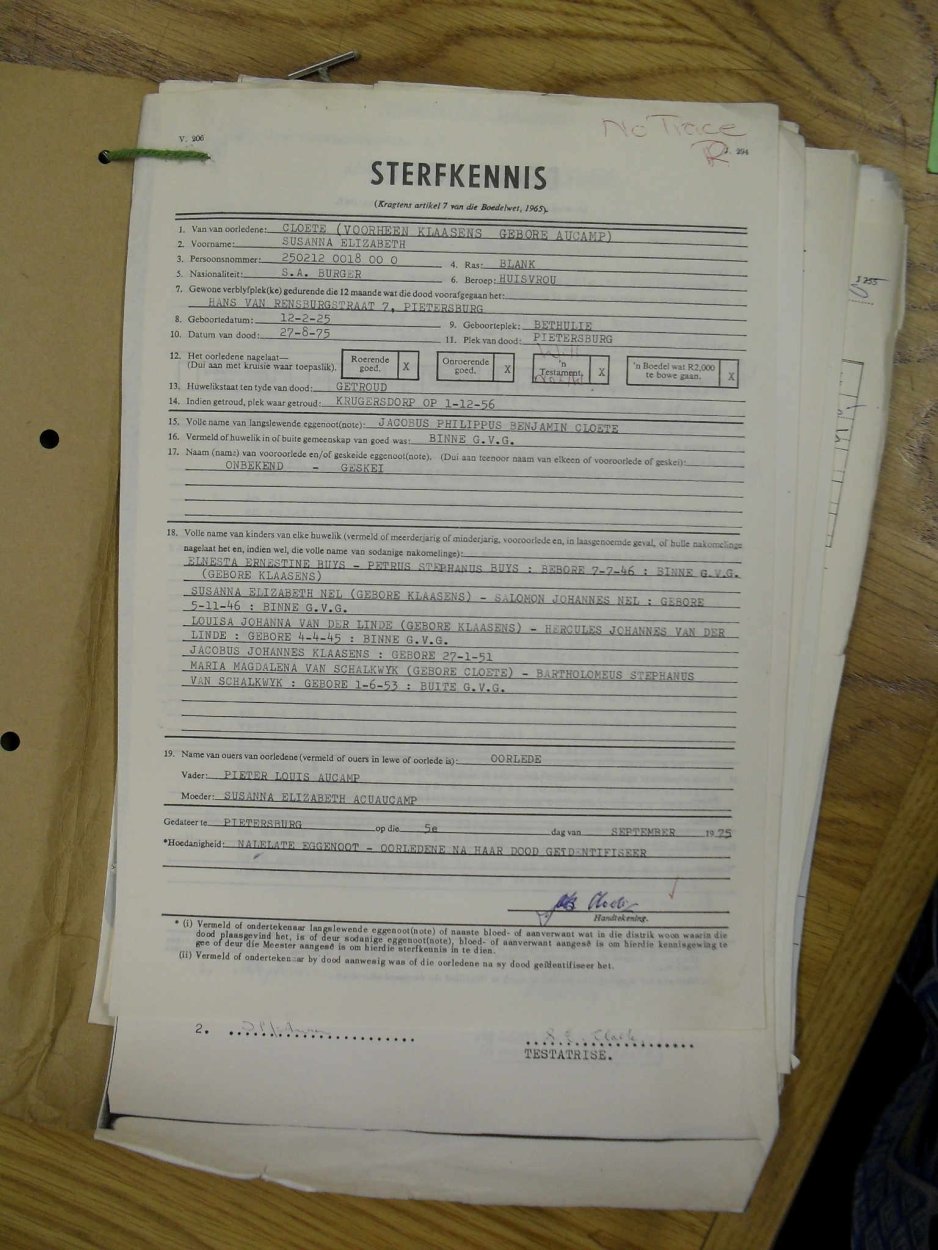 No Trace
V. 206
R J. 294
STERFKENNIS
(Kragtens artikel 7 van die Boedelwet, 1965).
1. Van van oorledene: CLOETE (VOORHEEN KLAASENS GEBORE AUCAMP)
2. Voorname: SUSANNA ELIZABETH
3. Persoonsnommer: 250212 0018 00 0 4. Ras: BLANK
5. Nasionaliteit: S.A. BURGER 6. Beroep: HUISVROU
7. Gewone verblyfplek(ke) gedurende die 12 maande wat die dood voorafgegaan het:
HANS VAN RENSBURGSTRAAT 7, PIETERSBURG
8. Geboortedatum: 12-2-25 9. Geboorteplek: BETHULIE
10. Datum van dood: 27-8-75 11. Plek van dood: PIETERSBURG
12. Het oorledene nagelaat— (Dui aan met kruisie waar toepaslik).
Roerende goed. X
Onroerende goed. X
'n Testament. X
'n Boedel wat R2,000 te bowe gaan. X
13. Huwelikstaat ten tyde van dood: GETROUD
14. Indien getroud, plek waar getroud: KRUGERSDORP OP 1-12-56
15. Volle name van langslewende eggenoot(note): JACOBUS PHILIPPUS BENJAMIN CLOETE
16. Vermeld of huwelik in of buite gemeenskap van goed was: BINNE G.V.G.
17. Naam (name) van vooroorlede en/of geskeide eggenoot(note). (Dui aan teenoor naam van elkeen of vooroorlede of geskei):
ONBEKEND - GESKEI
18. Volle name van kinders van elke huwelik (vermeld of meerderjarig of minderjarig, vooroorlede en, in laasgenoemde geval, of hulle nakomelinge
nagelaat het en, indien wel, die volle name van sodanige nakomelinge):
ELNESTA ERNESTINE BUYS - PETRUS STEPHANUS BUYS : BEBORE 7-7-46 : BINNE G.V.G.
(GEBORE KLAASENS)
SUSANNA ELIZABETH NEL (GEBORE KLAASENS) - SALOMON JOHANNES NEL : GEBORE
5-11-46 : BINNE G.V.G.
LOUISA JOHANNA VAN DER LINDE (GEBORE KLAASENS) - HERCULES JOHANNES VAN DER
LINDE : GEBORE 4-4-45 : BINNE G.V.G.
JACOBUS JOHANNES KLAASENS : GEBORE 27-1-51
MARIA MAGDALENA VAN SCHALKWYK (GEBORE CLOETE) - BARTHOLOMEUS STEPHANUS
VAN SCHALKWYK : GEBORE 1-6-53 : BUITE G.V.G.
19. Name van ouers van oorledene (vermeld of ouers in lewe of oorlede is): OORLEDE
Vader: PIETER LOUIS AUCAMP
Moeder: SUSANNA ELIZABETH ACUAUCAMP
Gedateer te PIETERSBURG op die 5e dag van SEPTEMBER 1975
*Hoedanigheid: NALELATE EGGENOOT - OORLEDENE NA HAAR DOOD GEIDENTIFISEER
Handtekening.
* (i) Vermeld of ondertekenaar langslewende eggenoot(note) of naaste bloed- of aanverwant wat in die distrik woon waarin die
dood plaasgevind het, is of deur sodanige eggenoot(note), bloed- of aanverwant aangesê is om hierdie kennisgewing te
gee of deur die Meester aangesê is om hierdie sterfkennis in te dien.
(ii) Vermeld of ondertekenaar by dood aanwesig was of die oorledene na sy dood geïdentifiseer het.
2.
TESTATRISE.
J 255